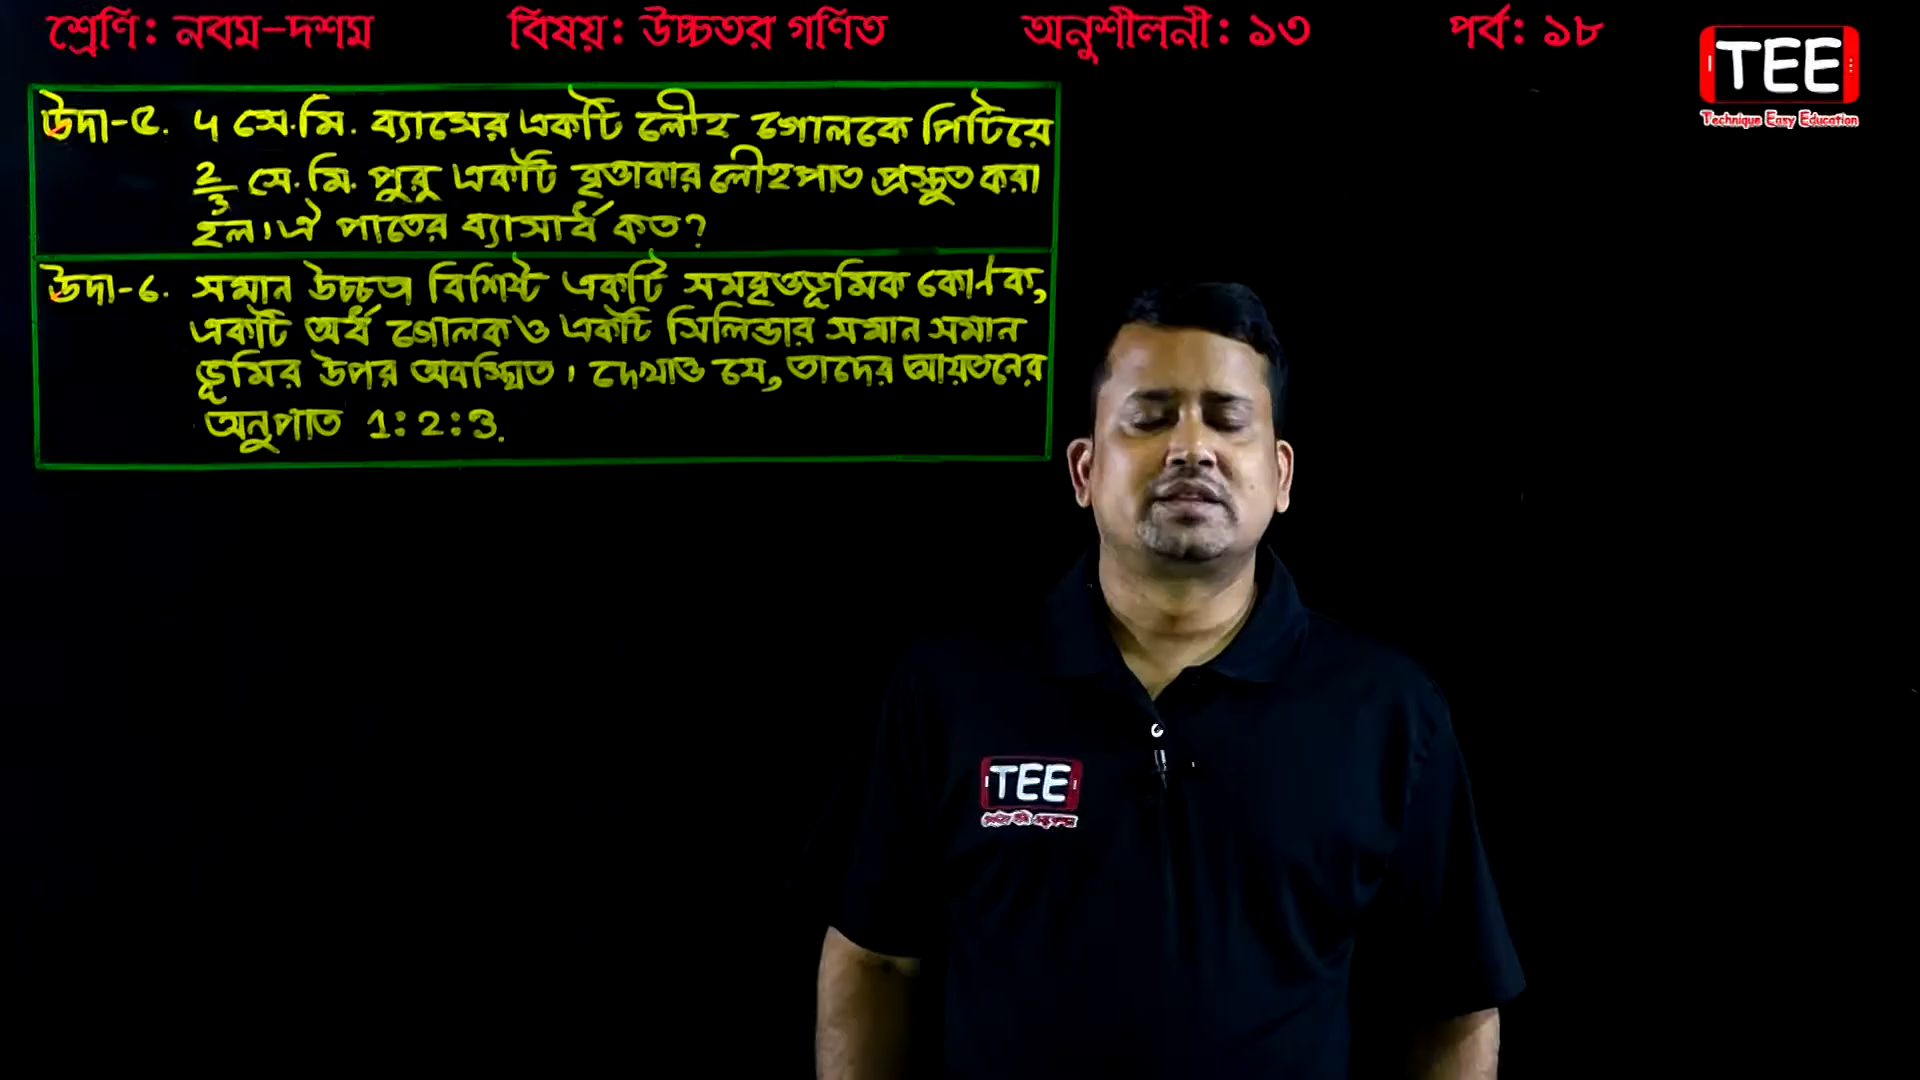 শ্রেণি: নবম-দশম বিষয়: উচ্চতর গণিত অনুশীলনী: ১৩ পর্ব: ১৮
TEE
Technique Easy Education
উদা-৫. 4 সে.মি. ব্যাসের একটি লৌহ গোলককে পিটিয়ে
2/3 সে.মি. পুরু একটি বৃত্তাকার লৌহপাত প্রস্তুত করা
হল। ঐ পাতের ব্যাসার্ধ কত?
উদা-৬. সমান উচ্চতা বিশিষ্ট একটি সমবৃত্তভূমিক কোণক,
একটি অর্ধ গোলক ও একটি সিলিন্ডার সমান সমান
ভূমির উপর অবস্থিত। দেখাও যে, তাদের আয়তনের
অনুপাত 1:2:3.
TEE